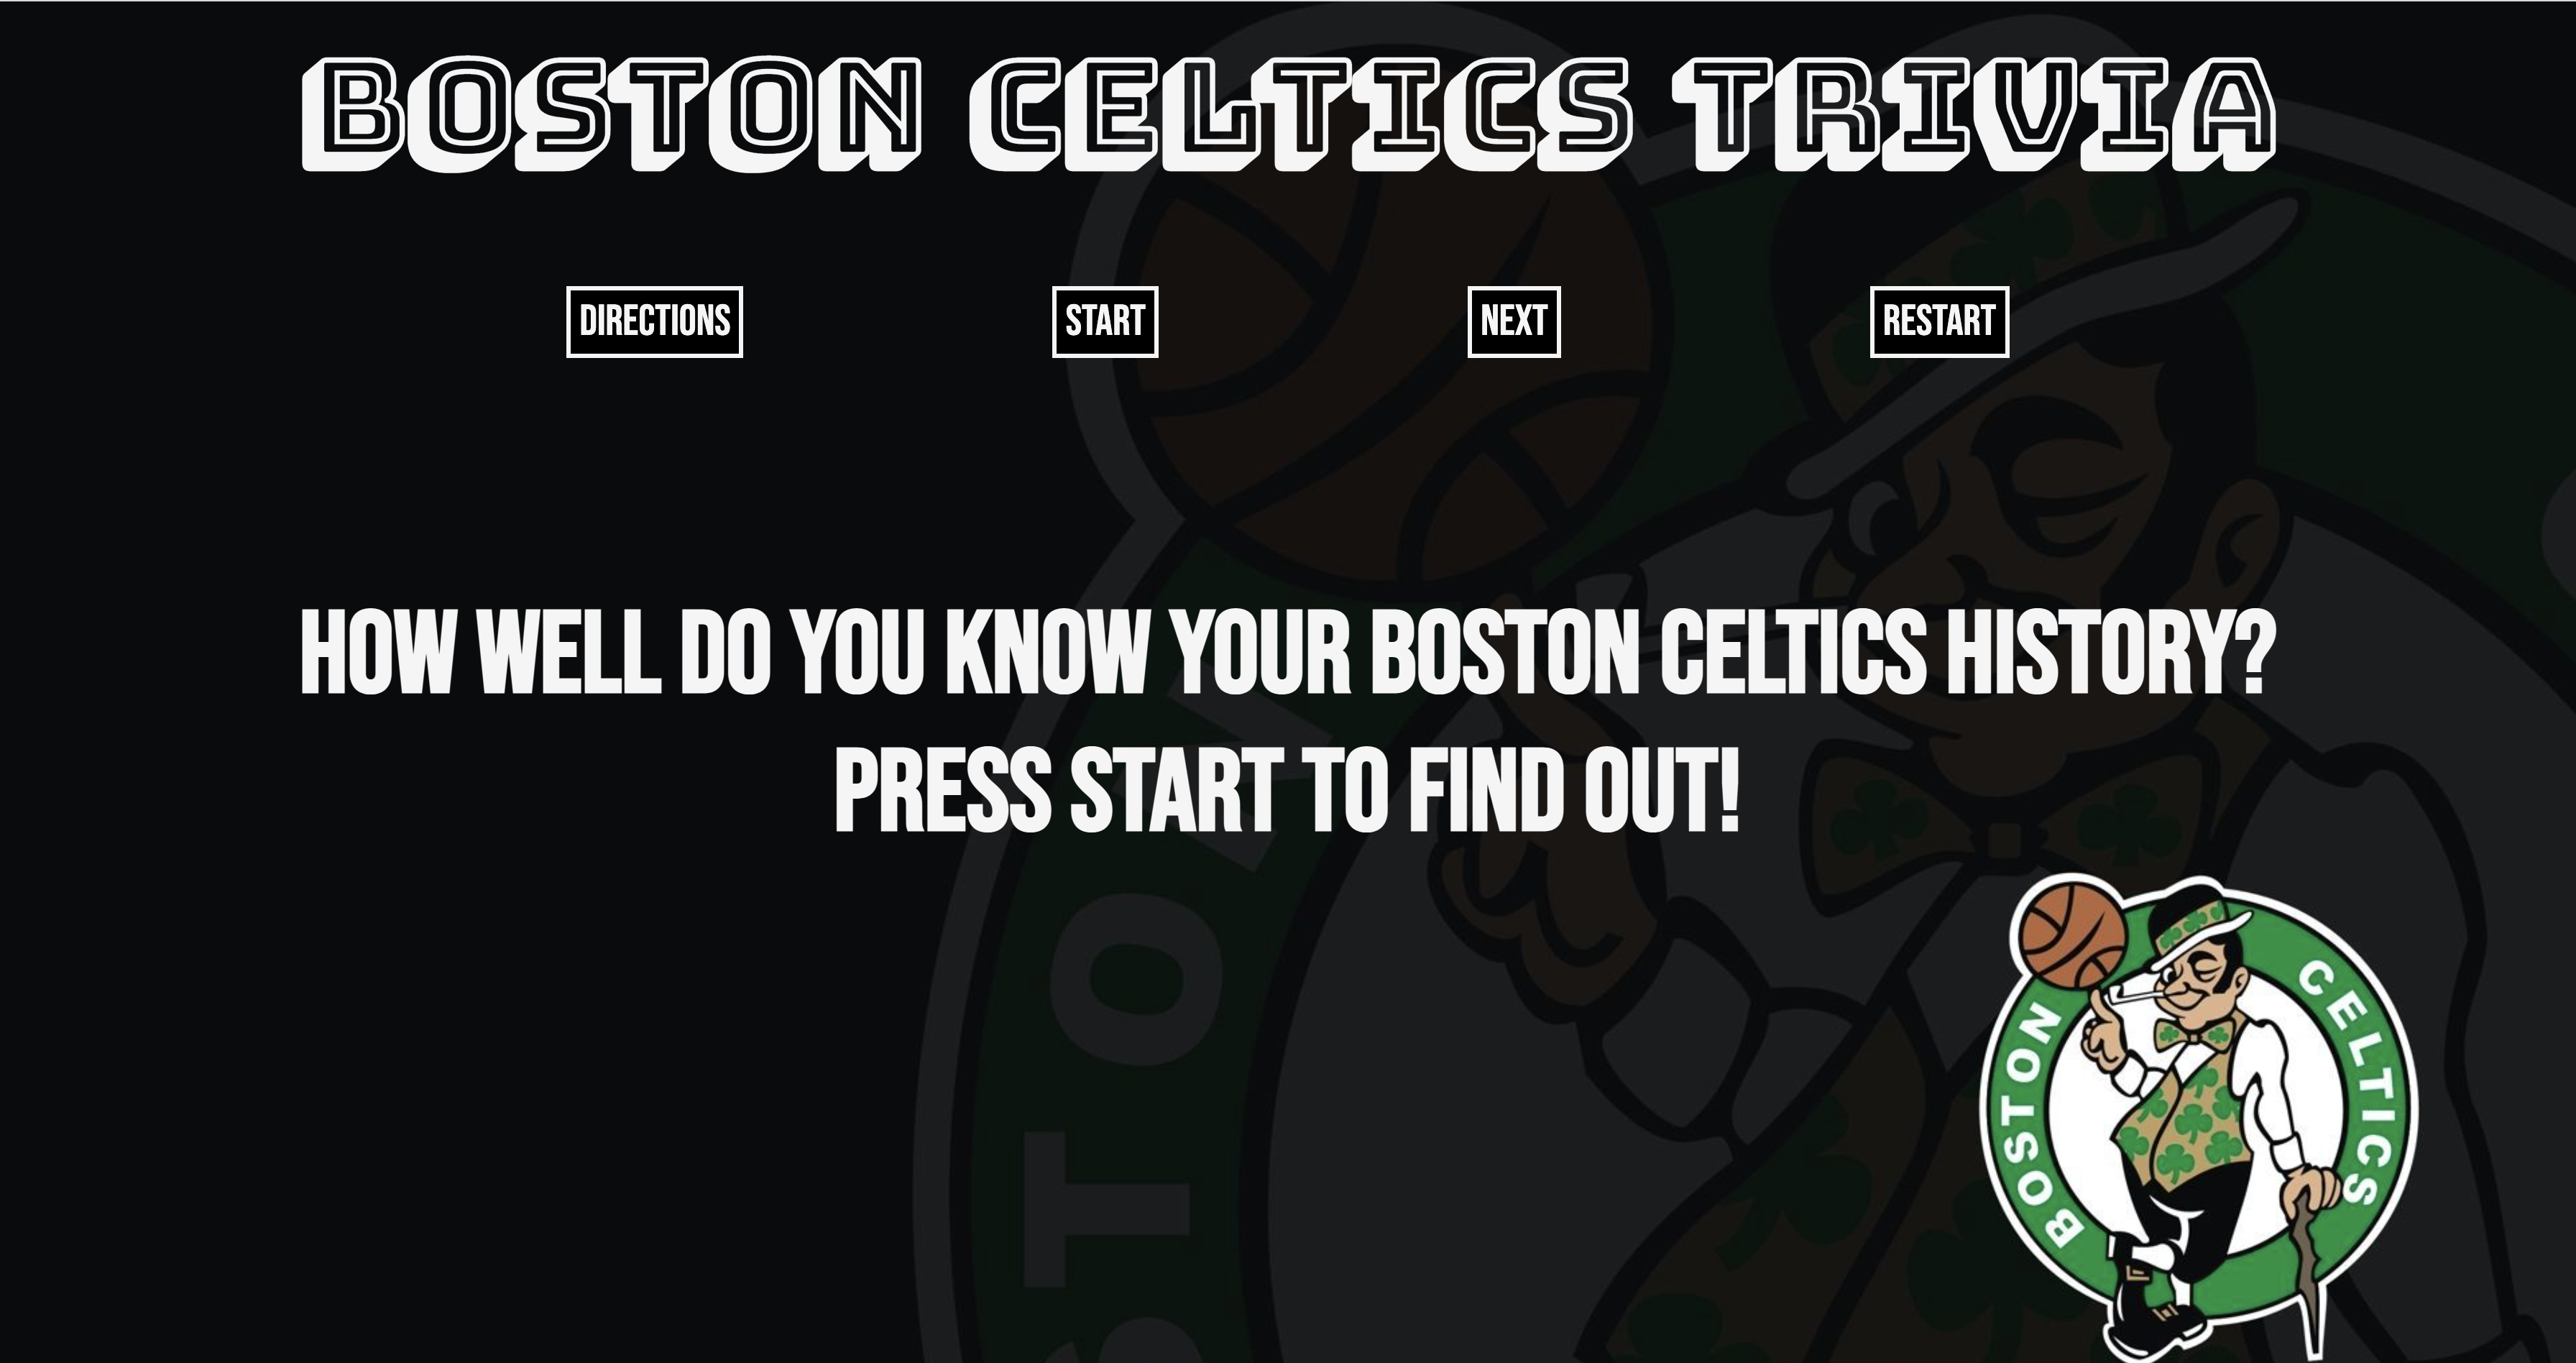 BOSTON CELTICS TRIVIA
DIRECTIONS START NEXT RESTART
HOW WELL DO YOU KNOW YOUR BOSTON CELTICS HISTORY?
PRESS START TO FIND OUT!
BOSTON CELTICS
STON